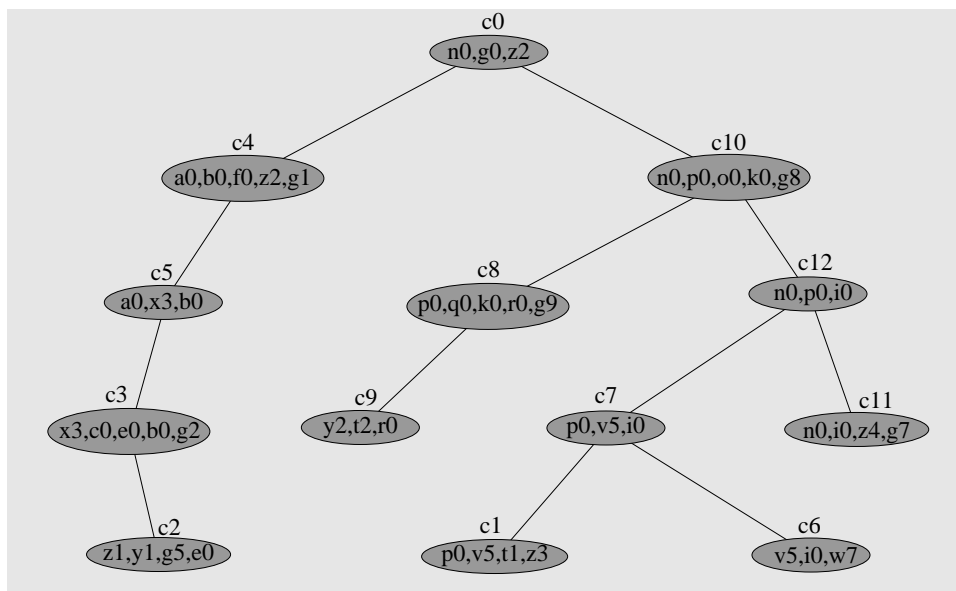 c0
n0,g0,z2
c4
a0,b0,f0,z2,g1
c10
n0,p0,o0,k0,g8
c5
a0,x3,b0
c8
p0,q0,k0,r0,g9
c12
n0,p0,i0
c3
x3,c0,e0,b0,g2
c9
y2,t2,r0
c7
p0,v5,i0
c11
n0,i0,z4,g7
c2
z1,y1,g5,e0
c1
p0,v5,t1,z3
c6
v5,i0,w7